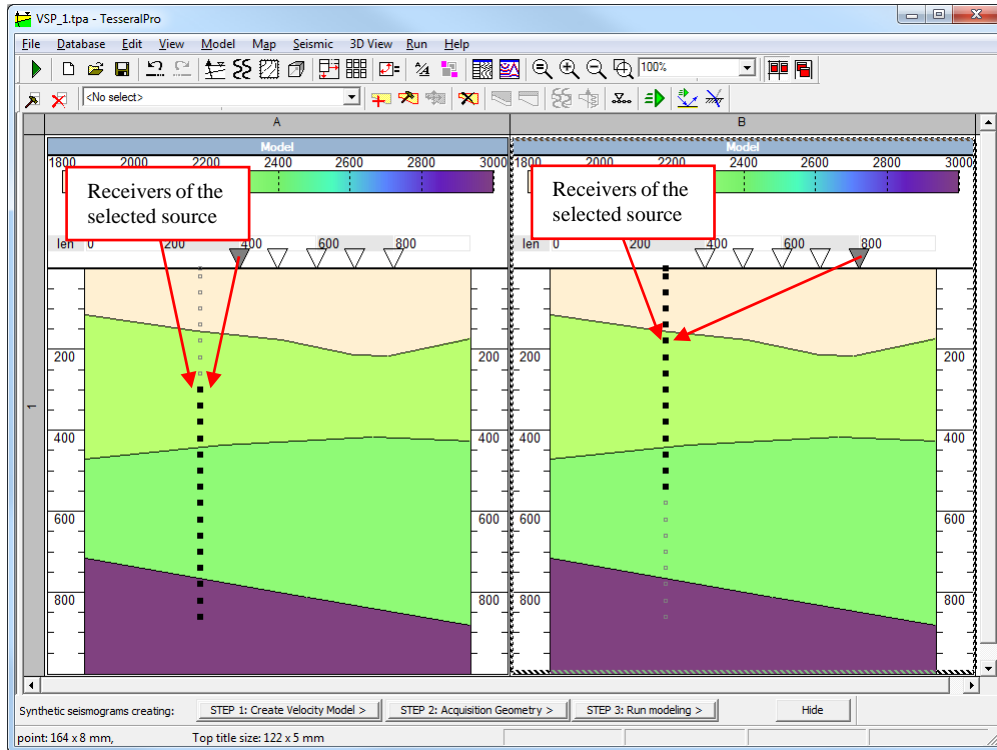 VSP_1.tpa - TesseralPro
File Database Edit View Model Map Seismic 3D View Run Help
100%
<No select>
A B
Model Model
1800 2000 2200 2400 2600 2800 3000 1800 2000 2200 2400 2600 2800 3000
Receivers of the Receivers of the
selected source selected source
len 0 200 400 600 800 len 0 200 400 600 800
200 200 200 200
1
400 400 400 400
600 600 600 600
800 800 800 800
Synthetic seismograms creating: STEP 1: Create Velocity Model > STEP 2: Acquisition Geometry > STEP 3: Run modeling > Hide
point: 164 x 8 mm, Top title size: 122 x 5 mm